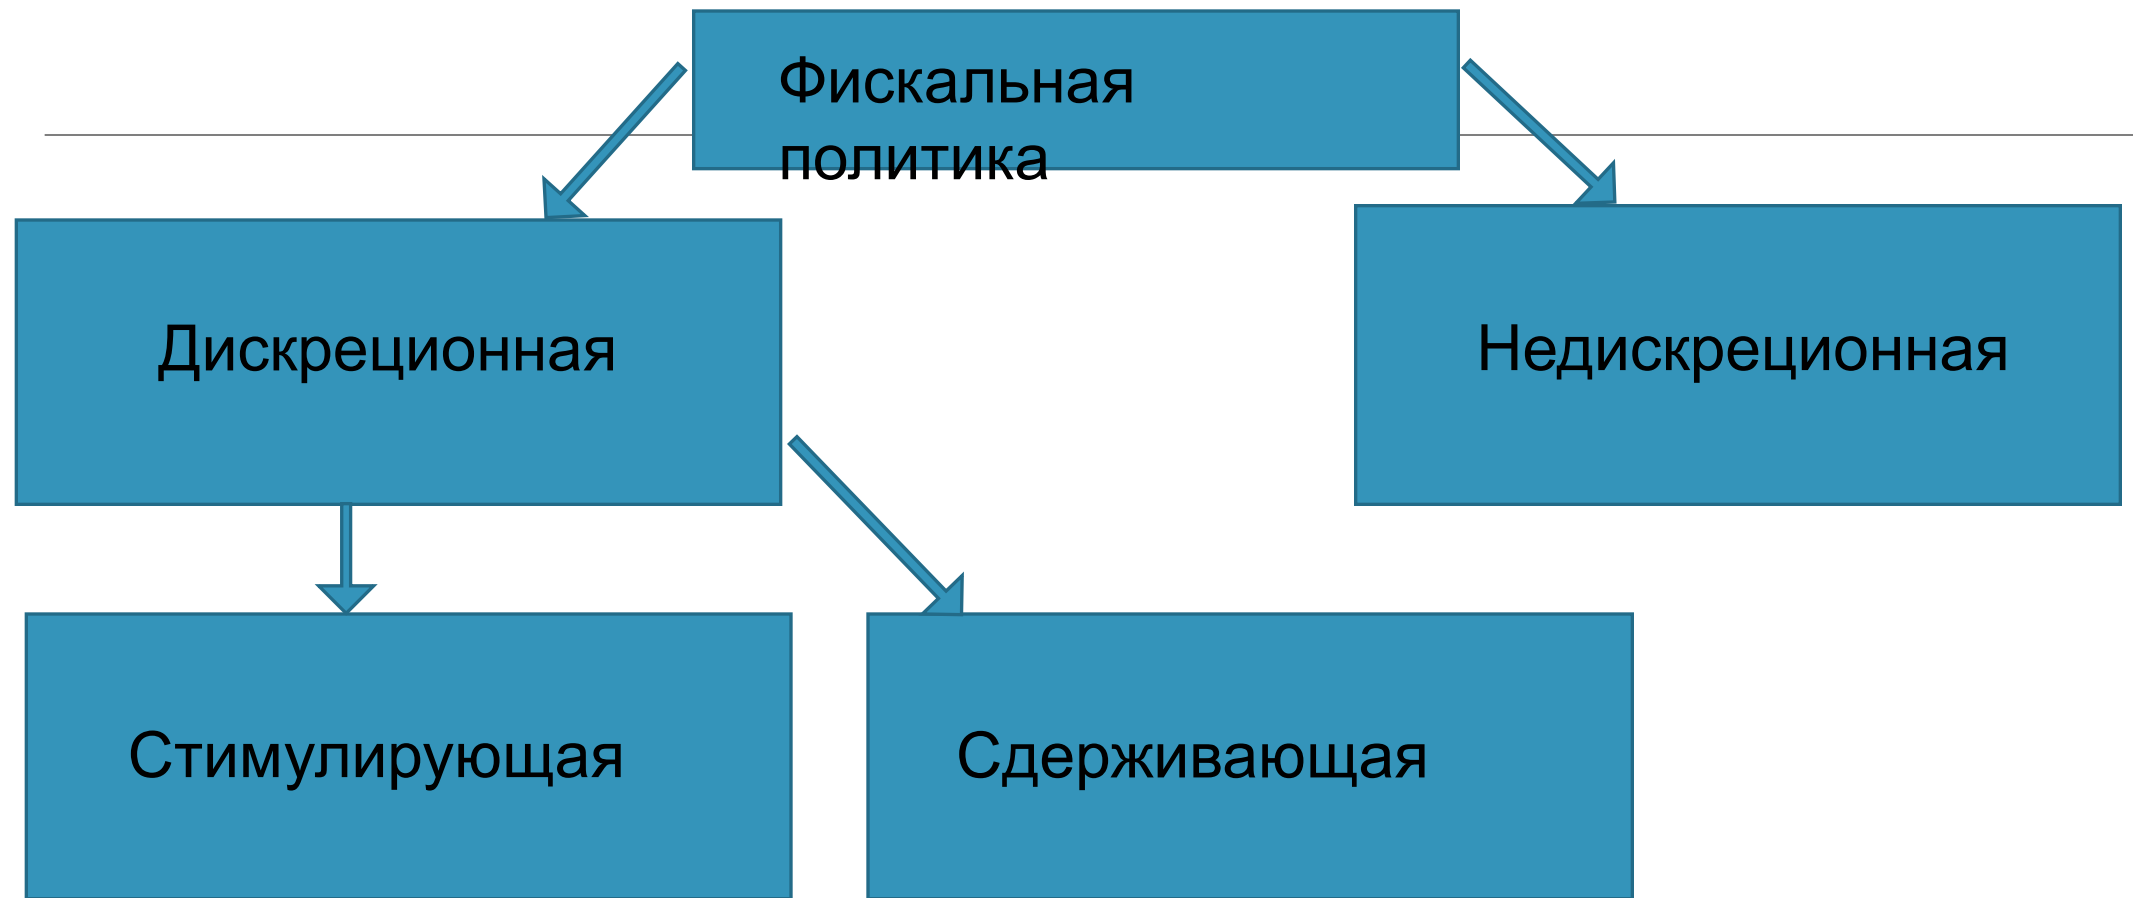 Фискальная
политика
Дискреционная
Недискреционная
Стимулирующая
Сдерживающая